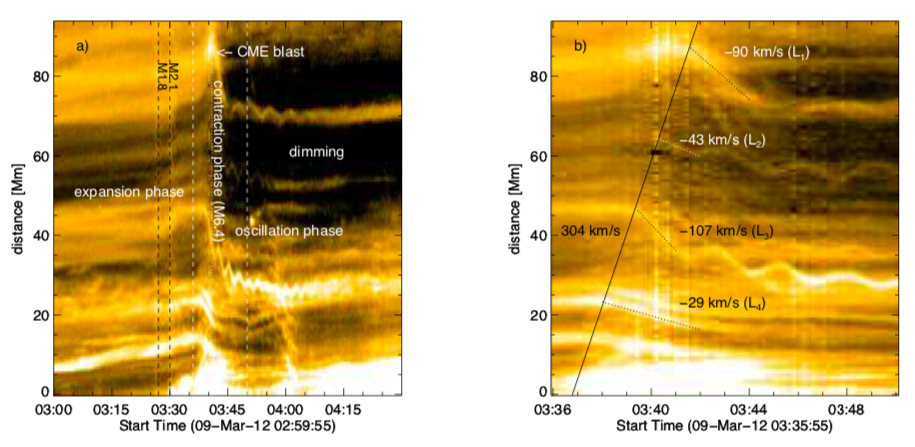 a)
<- CME blast
M1.8
M2.1
contraction phase (M6.4)
expansion phase
dimming
oscillation phase
distance [Mm]
80
60
40
20
0
03:00 03:15 03:30 03:45 04:00 04:15
Start Time (09-Mar-12 02:59:55)
b)
-90 km/s (L1)
-43 km/s (L2)
304 km/s
-107 km/s (L3)
-29 km/s (L4)
distance [Mm]
80
60
40
20
0
03:36 03:40 03:44 03:48
Start Time (09-Mar-12 03:35:55)